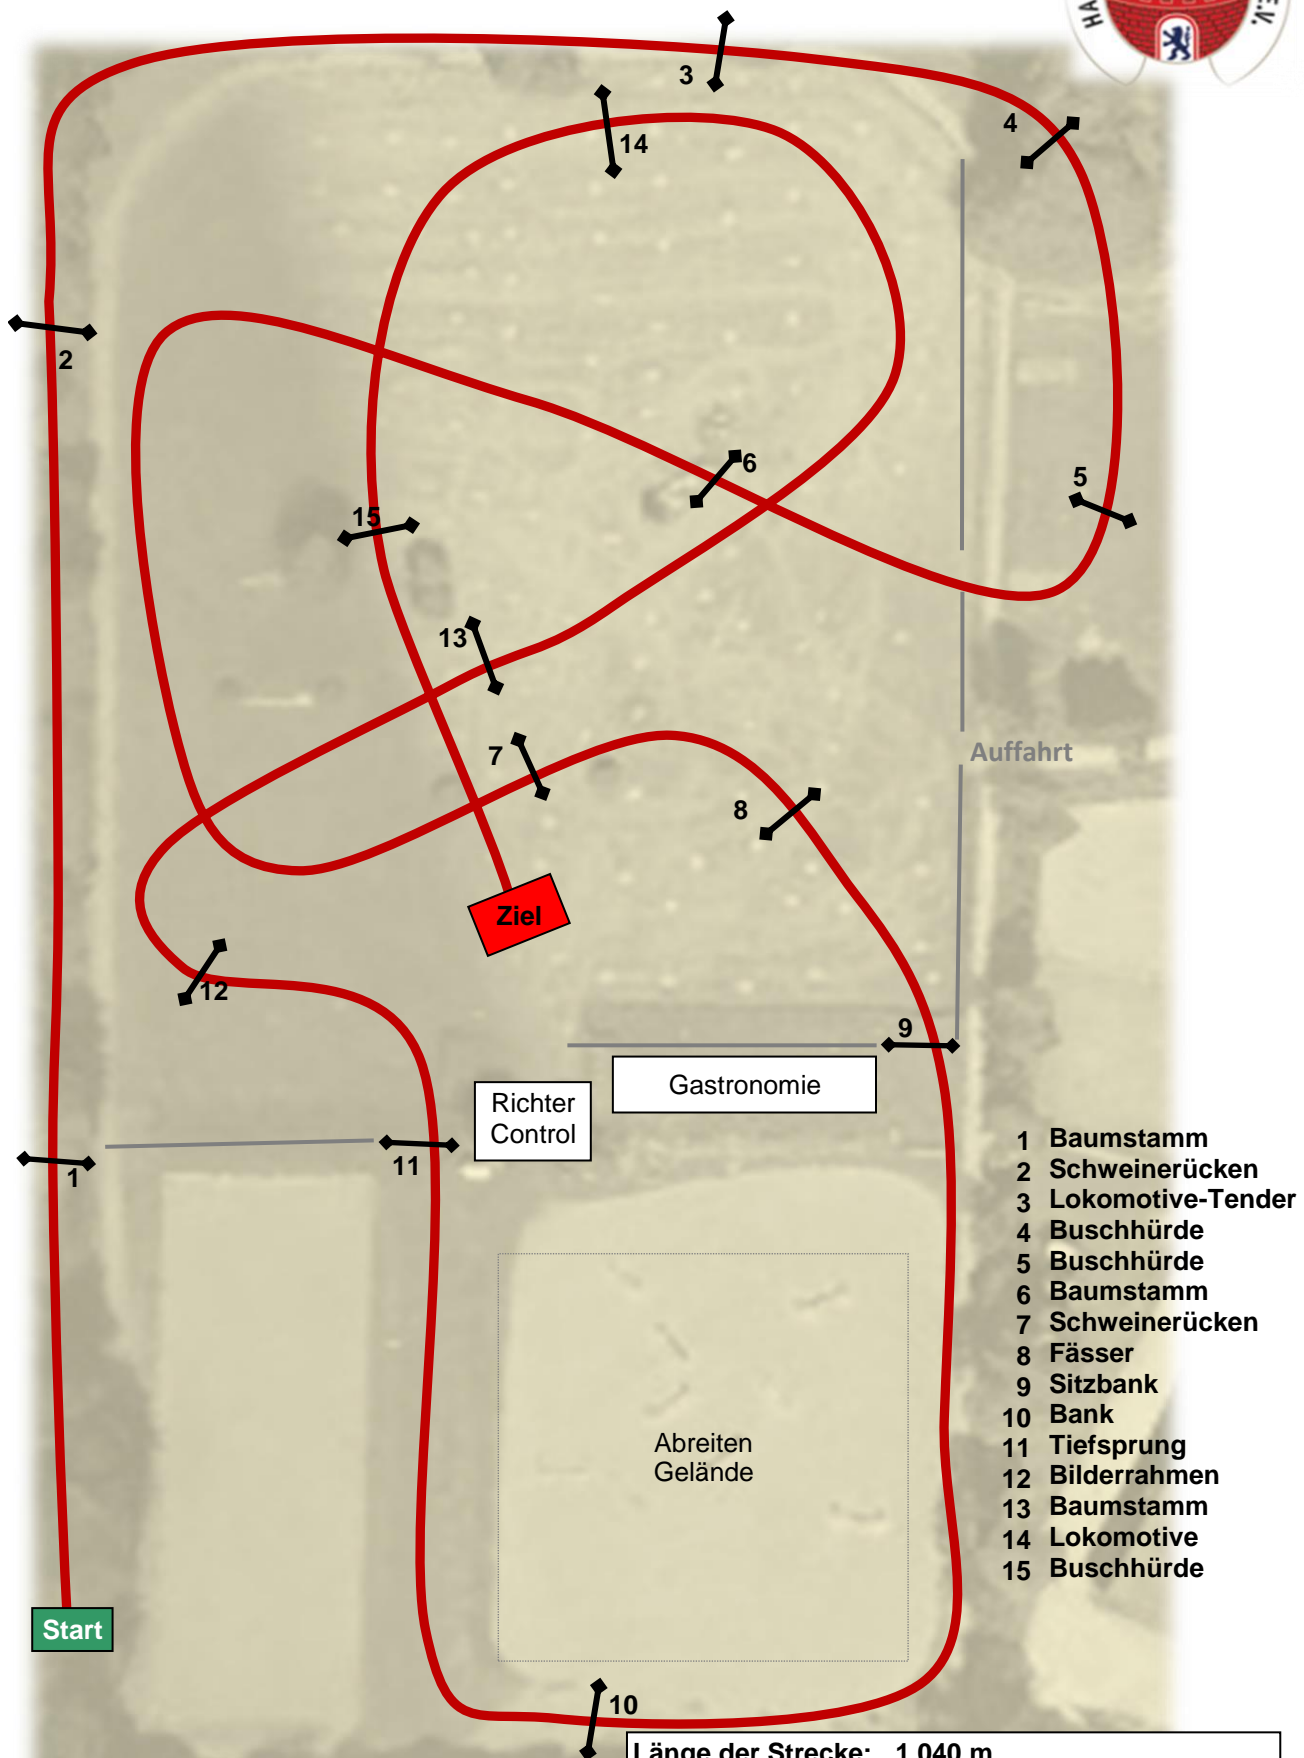 HA
E.V.
3
4
14
2
6
5
15
13
7
Auffahrt
8
Ziel
12
9
Gastronomie
Richter
Control
11
1
1 Baumstamm
2 Schweinerücken
3 Lokomotive-Tender
4 Buschhürde
5 Buschhürde
6 Baumstamm
7 Schweinerücken
8 Fässer
9 Sitzbank
10 Bank
11 Tiefsprung
12 Bilderrahmen
13 Baumstamm
14 Lokomotive
15 Buschhürde
Abreiten
Gelände
Start
10
Länge der Strecke: 1.040 m